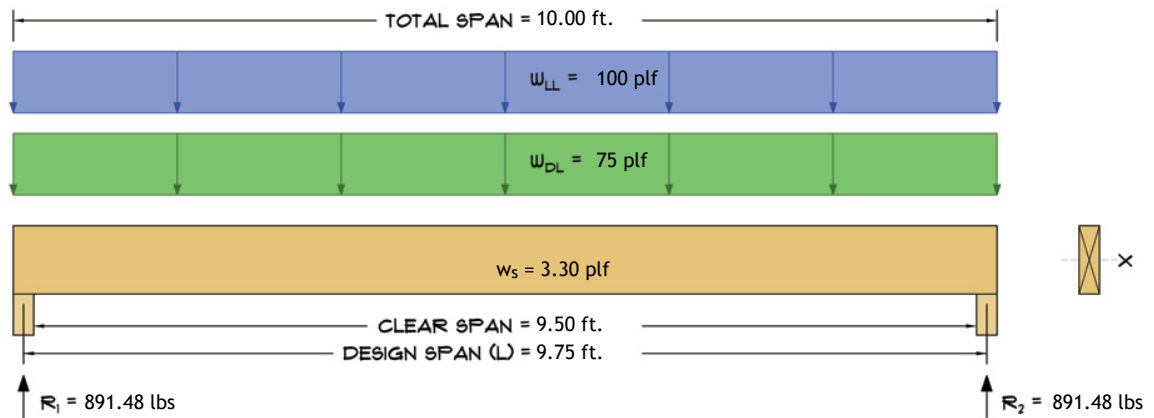 TOTAL SPAN = 10.00 ft.
WLL = 100 plf
WDL = 75 plf
ws = 3.30 plf
X
CLEAR SPAN = 9.50 ft.
DESIGN SPAN (L) = 9.75 ft.
R1 = 891.48 lbs
R2 = 891.48 lbs